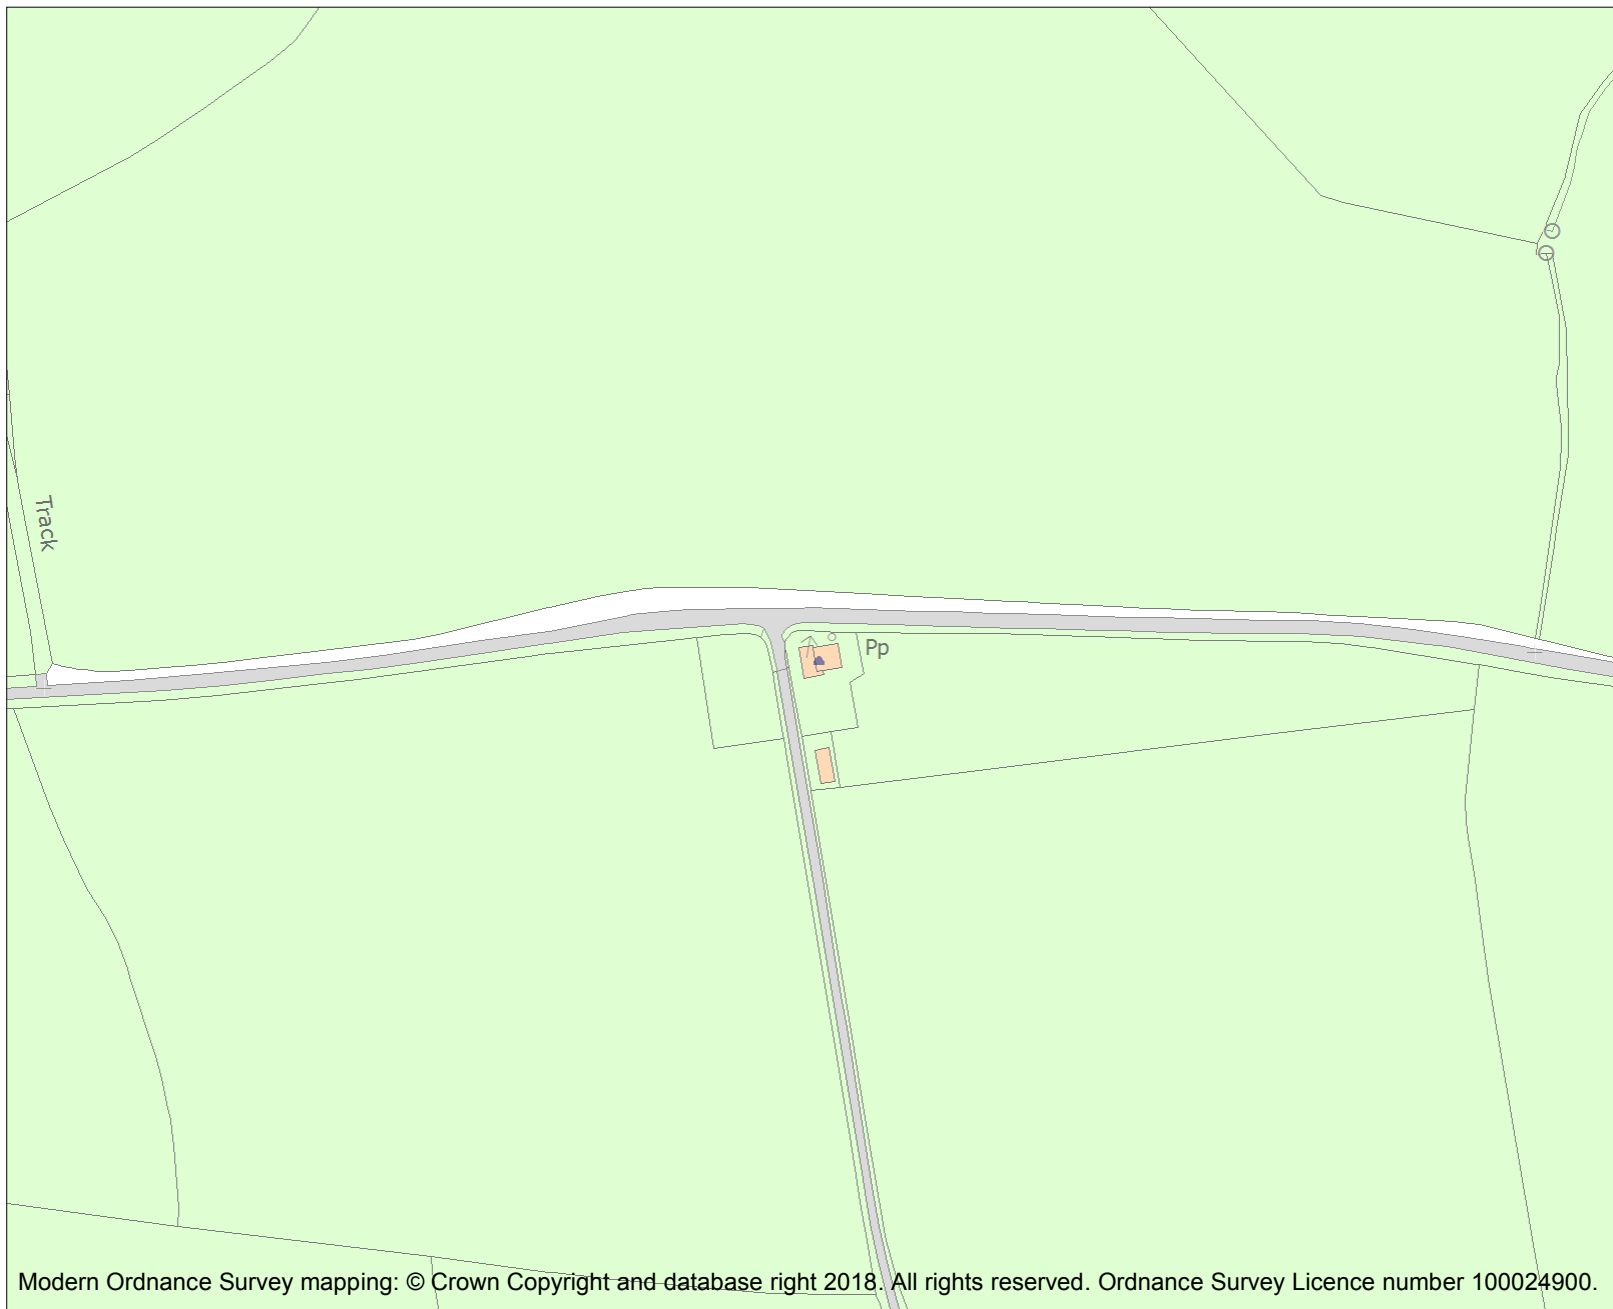 Track
Pp
Modern Ordnance Survey mapping: © Crown Copyright and database right 2018. All rights reserved. Ordnance Survey Licence number 100024900.